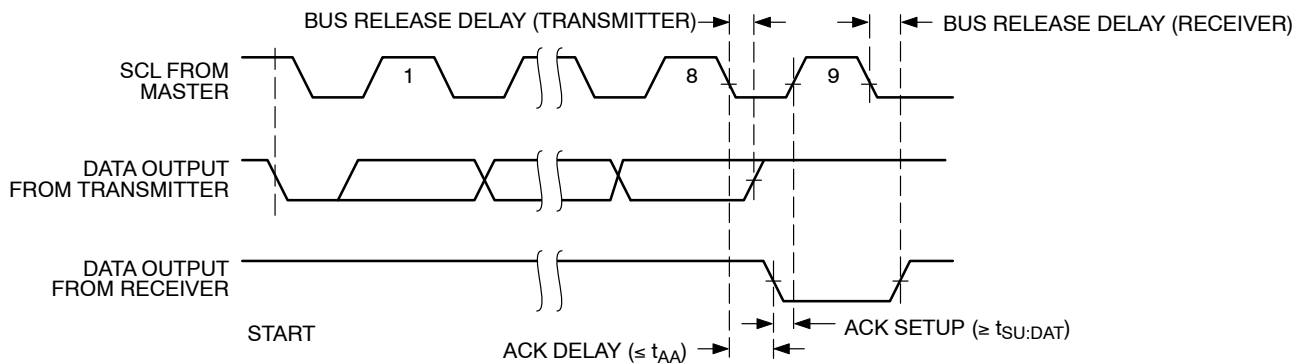 BUS RELEASE DELAY (TRANSMITTER)
BUS RELEASE DELAY (RECEIVER)
SCL FROM
MASTER
1
8
9
DATA OUTPUT
FROM TRANSMITTER
DATA OUTPUT
FROM RECEIVER
START
ACK SETUP (≥ tSU:DAT)
ACK DELAY (≤ tAA)